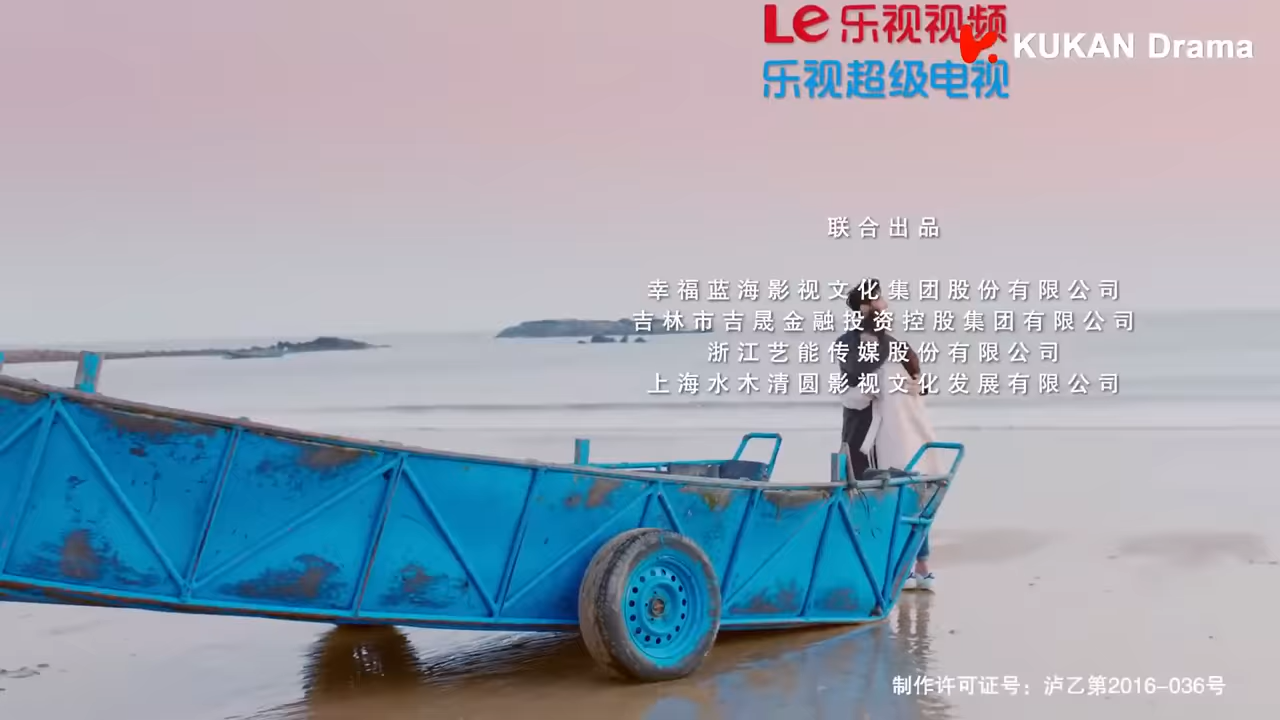 Le 乐视视频
KUKAN Drama
乐视超级电视
联合出品
幸福蓝海影视文化集团股份有限公司
吉林市吉晟金融投资控股集团有限公司
浙江艺能传媒股份有限公司
上海水木清圆影视文化发展有限公司
制作许可证号：泸乙第2016-036号